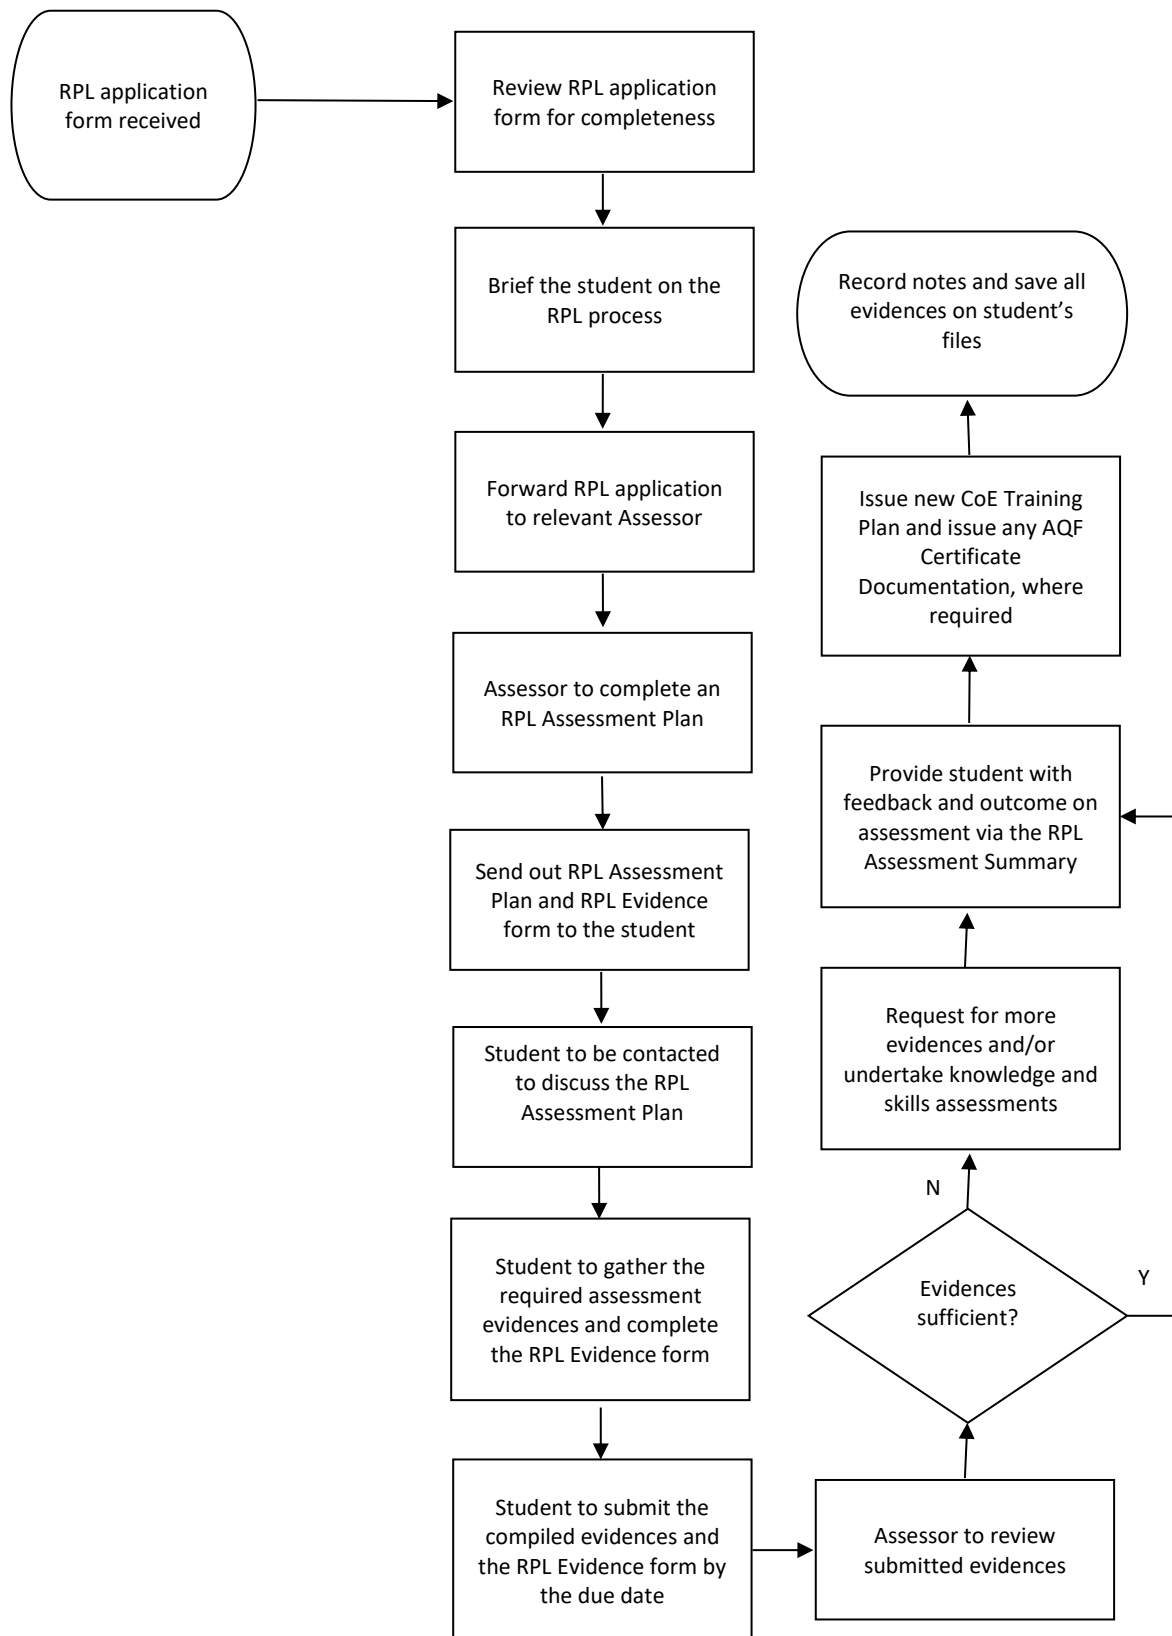 RPL application
form received
Review RPL application
form for completeness
Brief the student on the
RPL process
Forward RPL application
to relevant Assessor
Assessor to complete an
RPL Assessment Plan
Send out RPL Assessment
Plan and RPL Evidence
form to the student
Student to be contacted
to discuss the RPL
Assessment Plan
Student to gather the
required assessment
evidences and complete
the RPL Evidence form
Student to submit the
compiled evidences and
the RPL Evidence form by
the due date
Assessor to review
submitted evidences
Evidences
sufficient?
N
Y
Request for more
evidences and/or
undertake knowledge and
skills assessments
Provide student with
feedback and outcome on
assessment via the RPL
Assessment Summary
Issue new CoE Training
Plan and issue any AQF
Certificate
Documentation, where
required
Record notes and save all
evidences on student’s
files